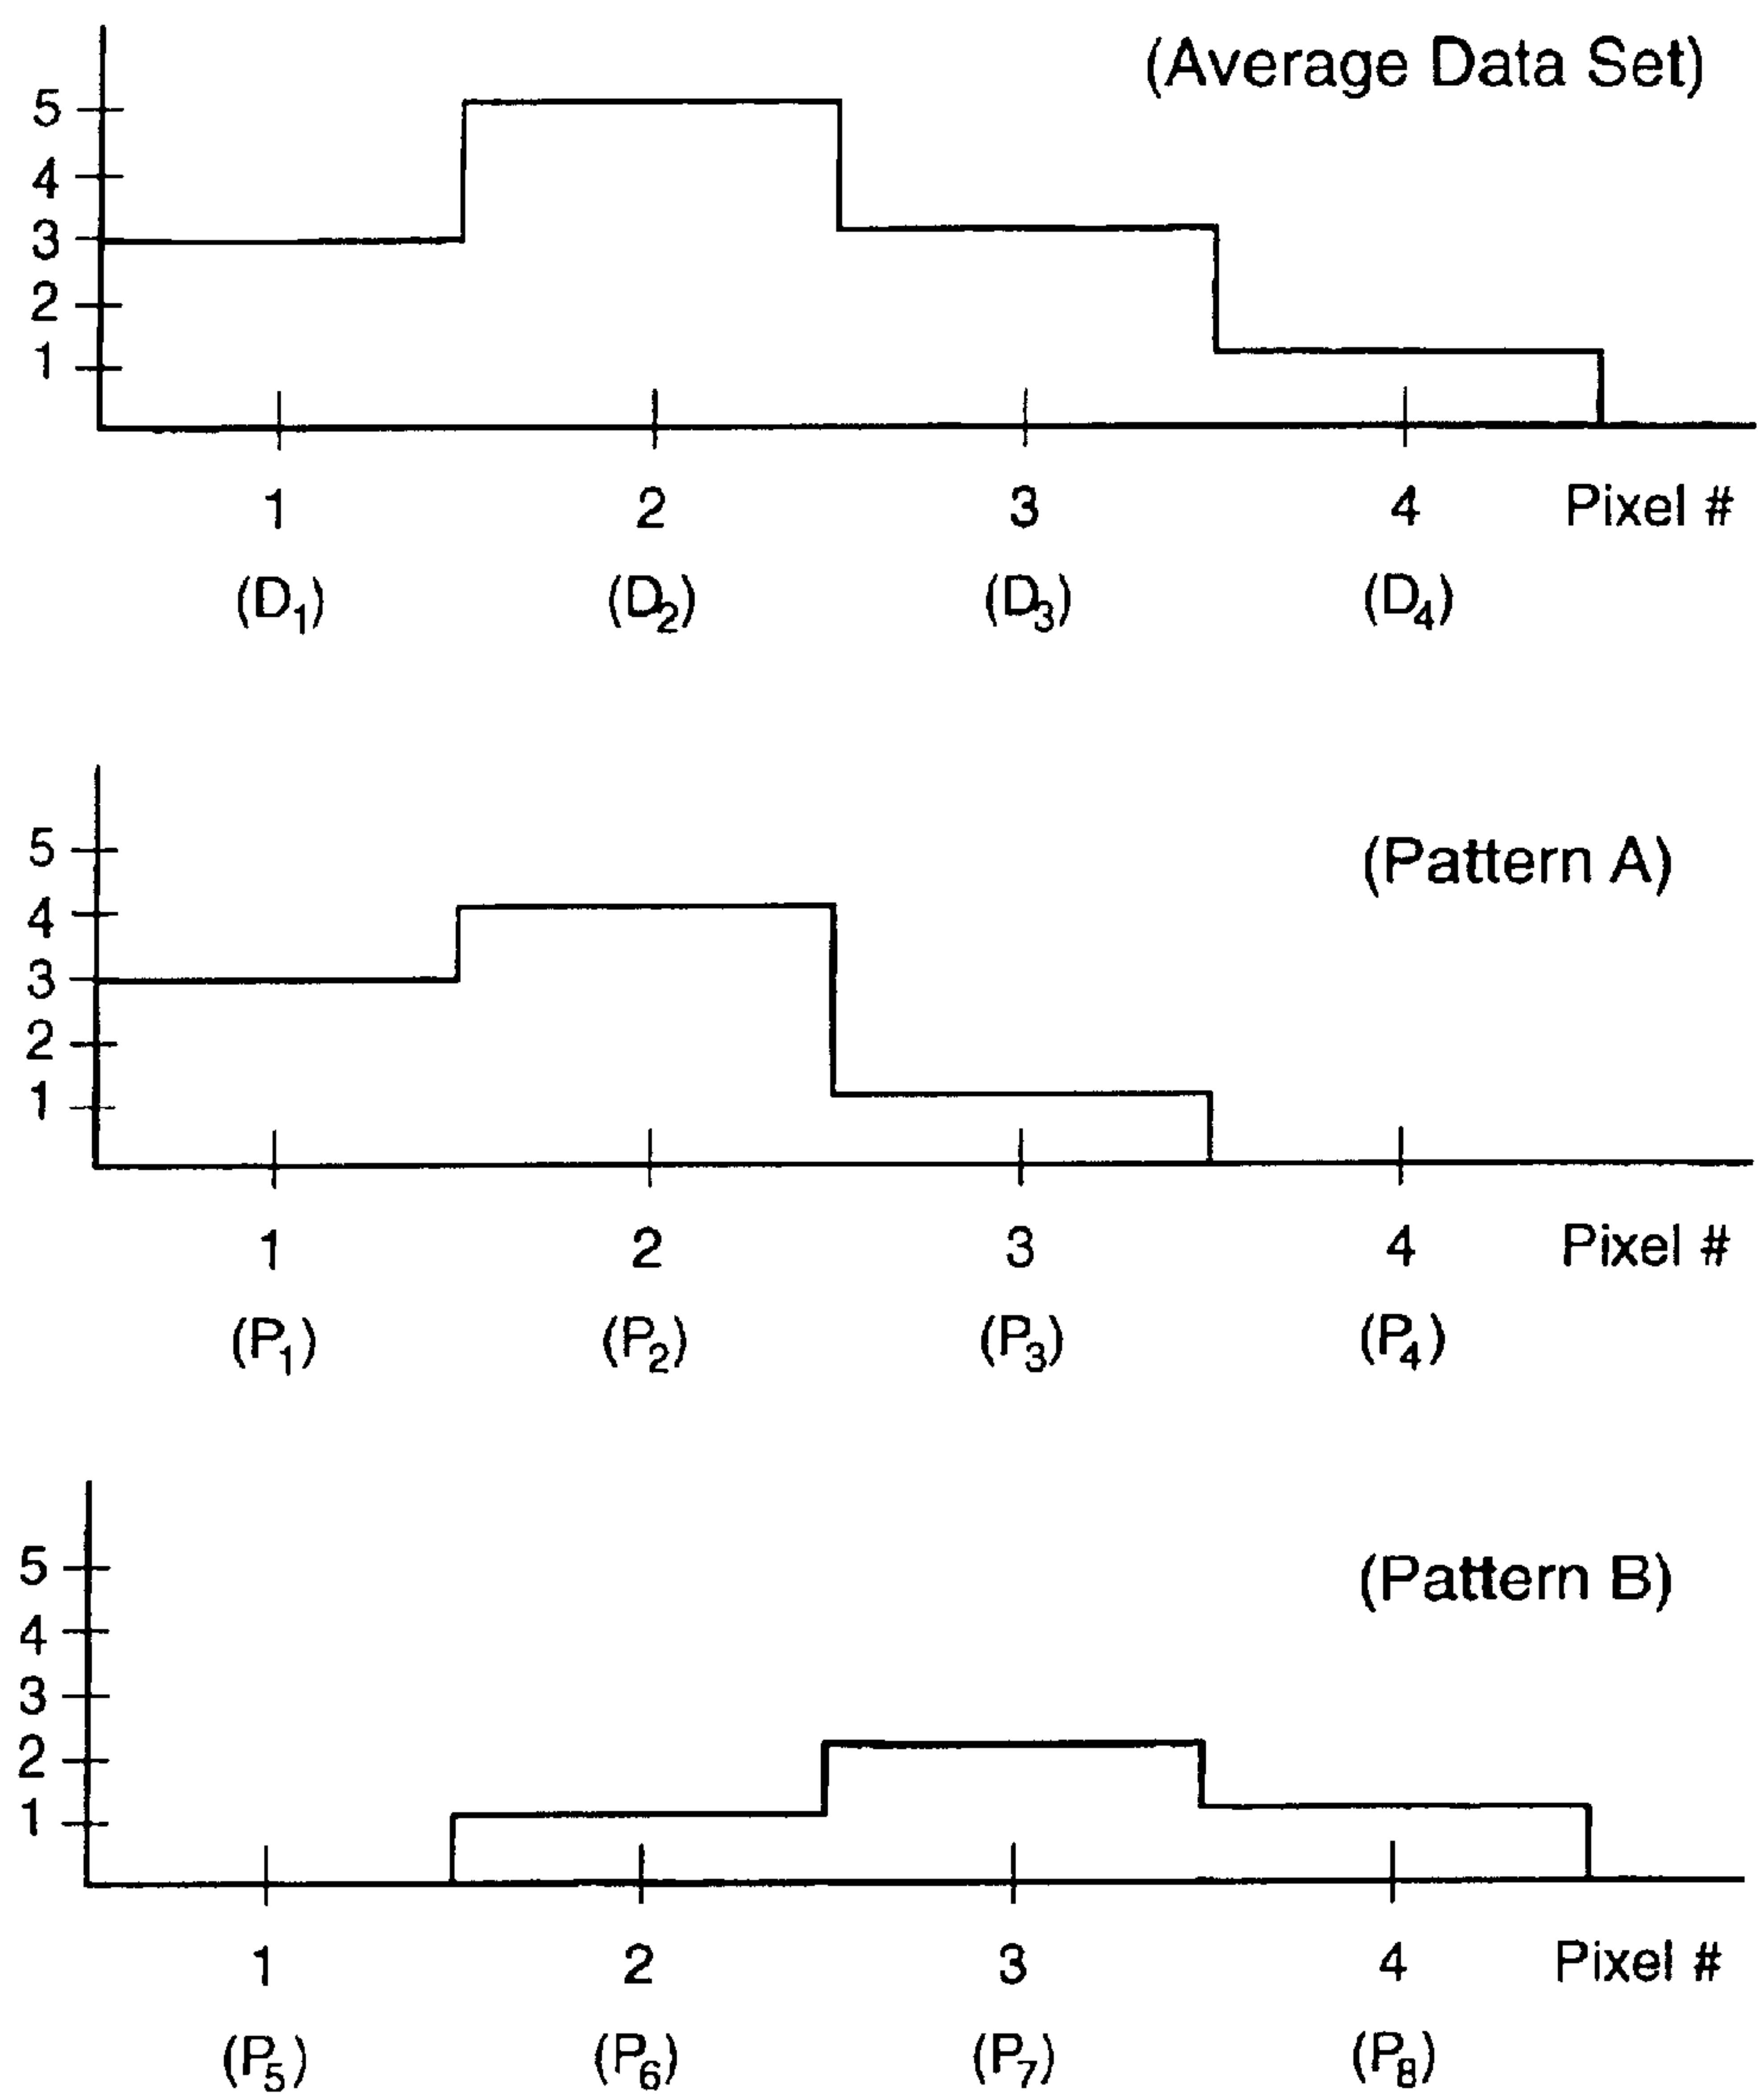 (Average Data Set)
5
4
3
2
1
1 2 3 4 Pixel #
(D1) (D2) (D3) (D4)
(Pattern A)
5
4
3
2
1
1 2 3 4 Pixel #
(P1) (P2) (P3) (P4)
(Pattern B)
5
4
3
2
1
1 2 3 4 Pixel #
(P5) (P6) (P7) (P8)